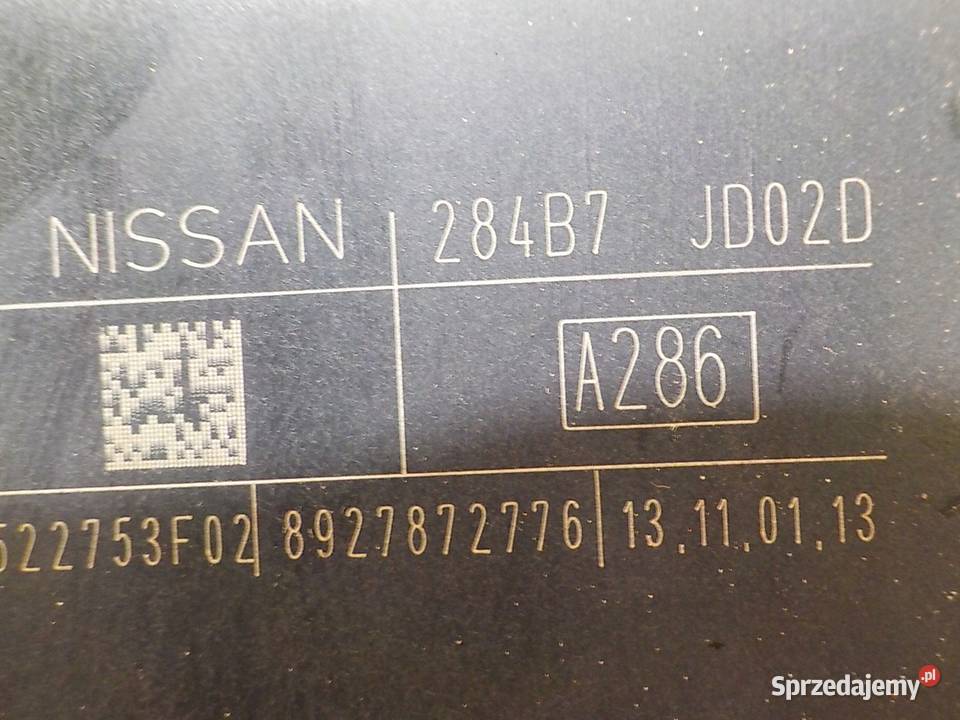 NISSAN 284B7 JD02D
A286
522753F02 8927872776 13.11.01.13
Sprzedajemy.pl